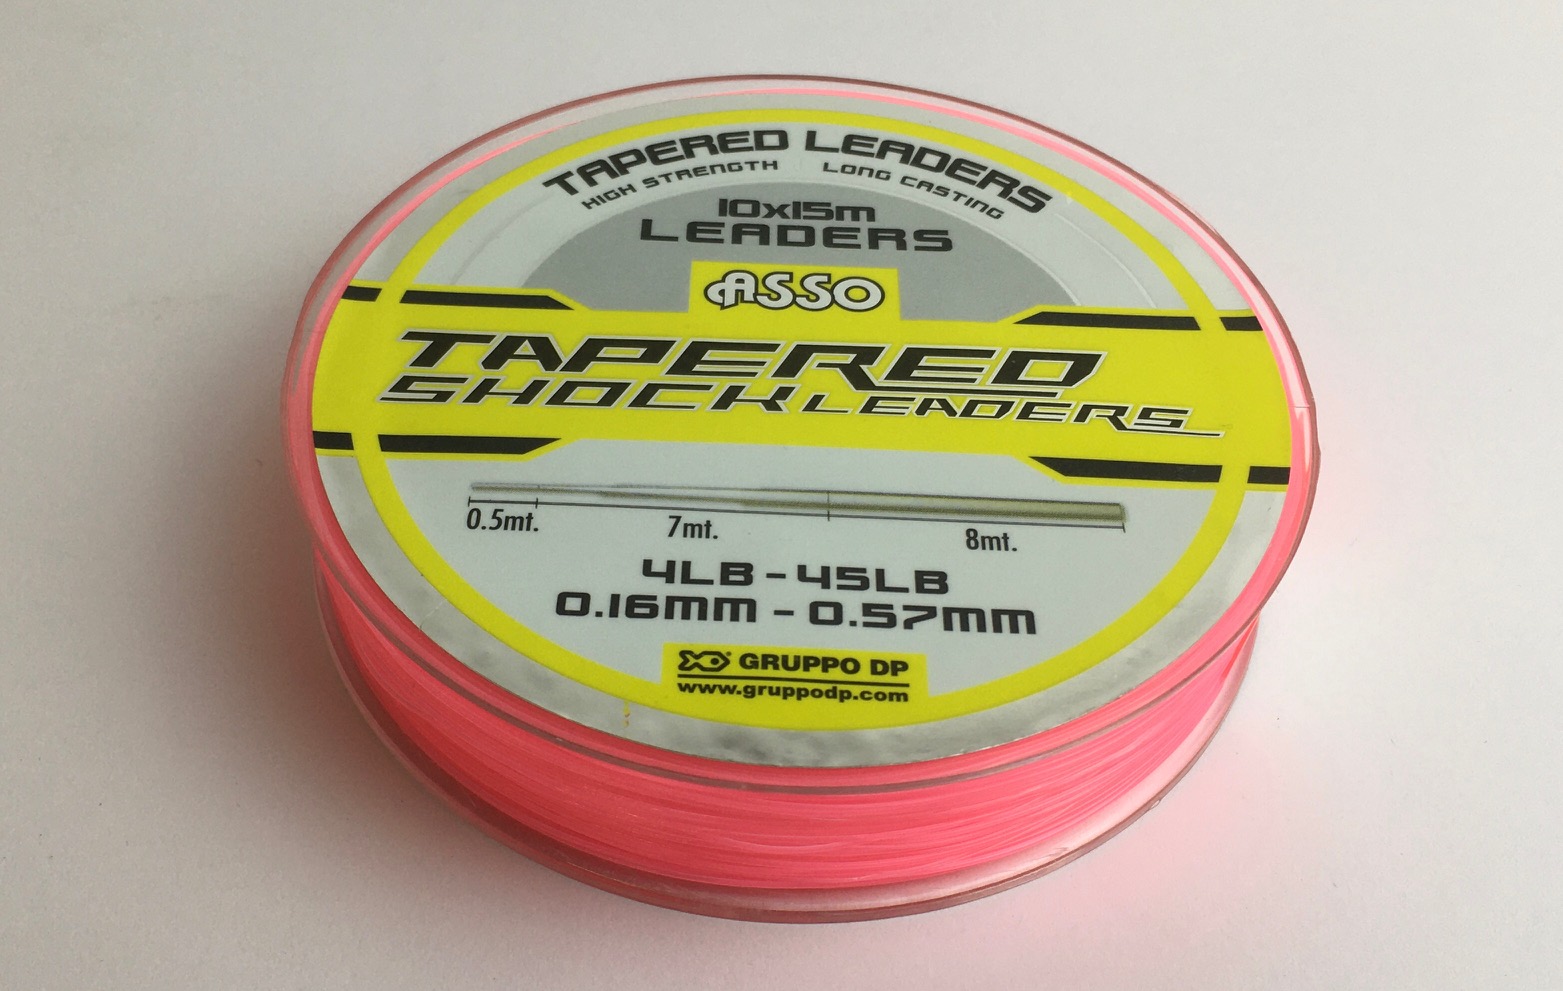 TAPERED LEADERS
HIGH STRENGTH LONG CASTING
10x15m
LEADERS
ASSO
TAPERED
SHOCK LEADERS
0.5mt. 7mt. 8mt.
4LB - 45LB
0.16MM - 0.57MM
GRUPPO DP
www.gruppodp.com